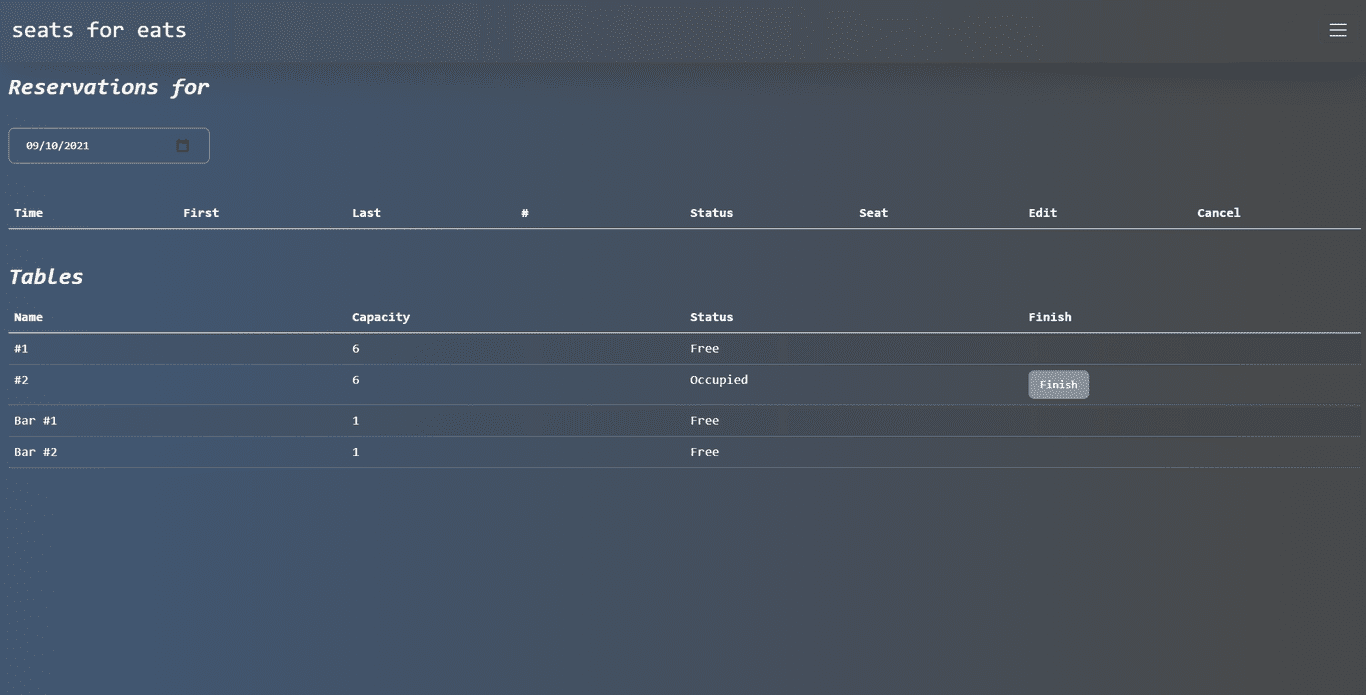 seats for eats
Reservations for
09/10/2021
Time First Last # Status Seat Edit Cancel
Tables
Name Capacity Status Finish
#1 6 Free
#2 6 Occupied Finish
Bar #1 1 Free
Bar #2 1 Free